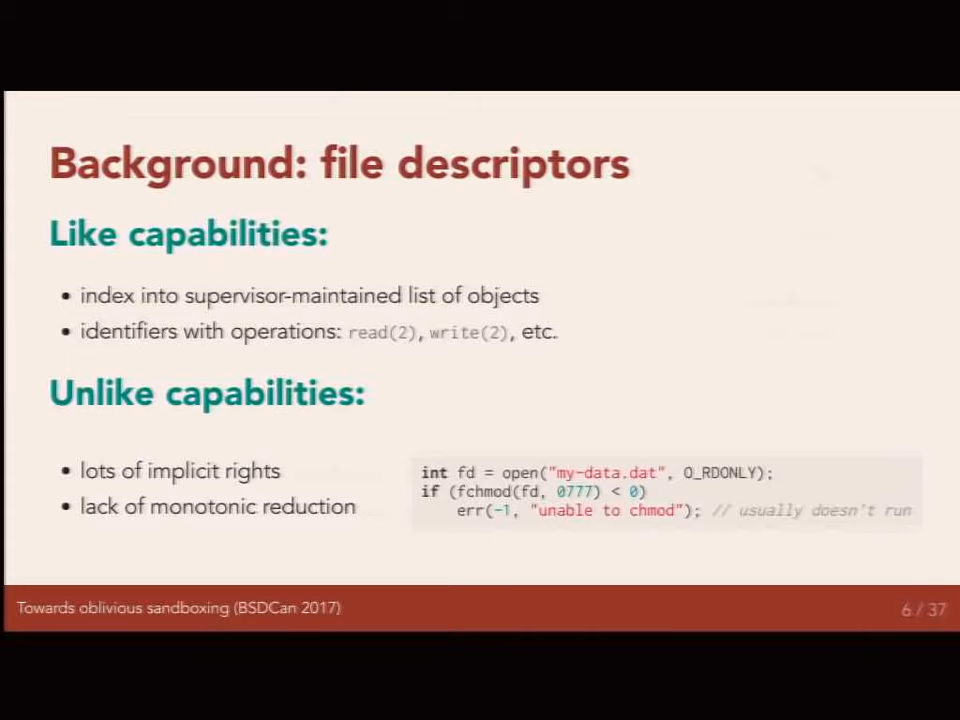 Background: file descriptors
Like capabilities:
• index into supervisor-maintained list of objects
• identifiers with operations: read(2), write(2), etc.
Unlike capabilities:
• lots of implicit rights
• lack of monotonic reduction
int fd = open("my-data.dat", O_RDONLY);
if (fchmod(fd, 0777) < 0)
err(-1, "unable to chmod"); // usually doesn't run
Towards oblivious sandboxing (BSDCan 2017)
6 / 37